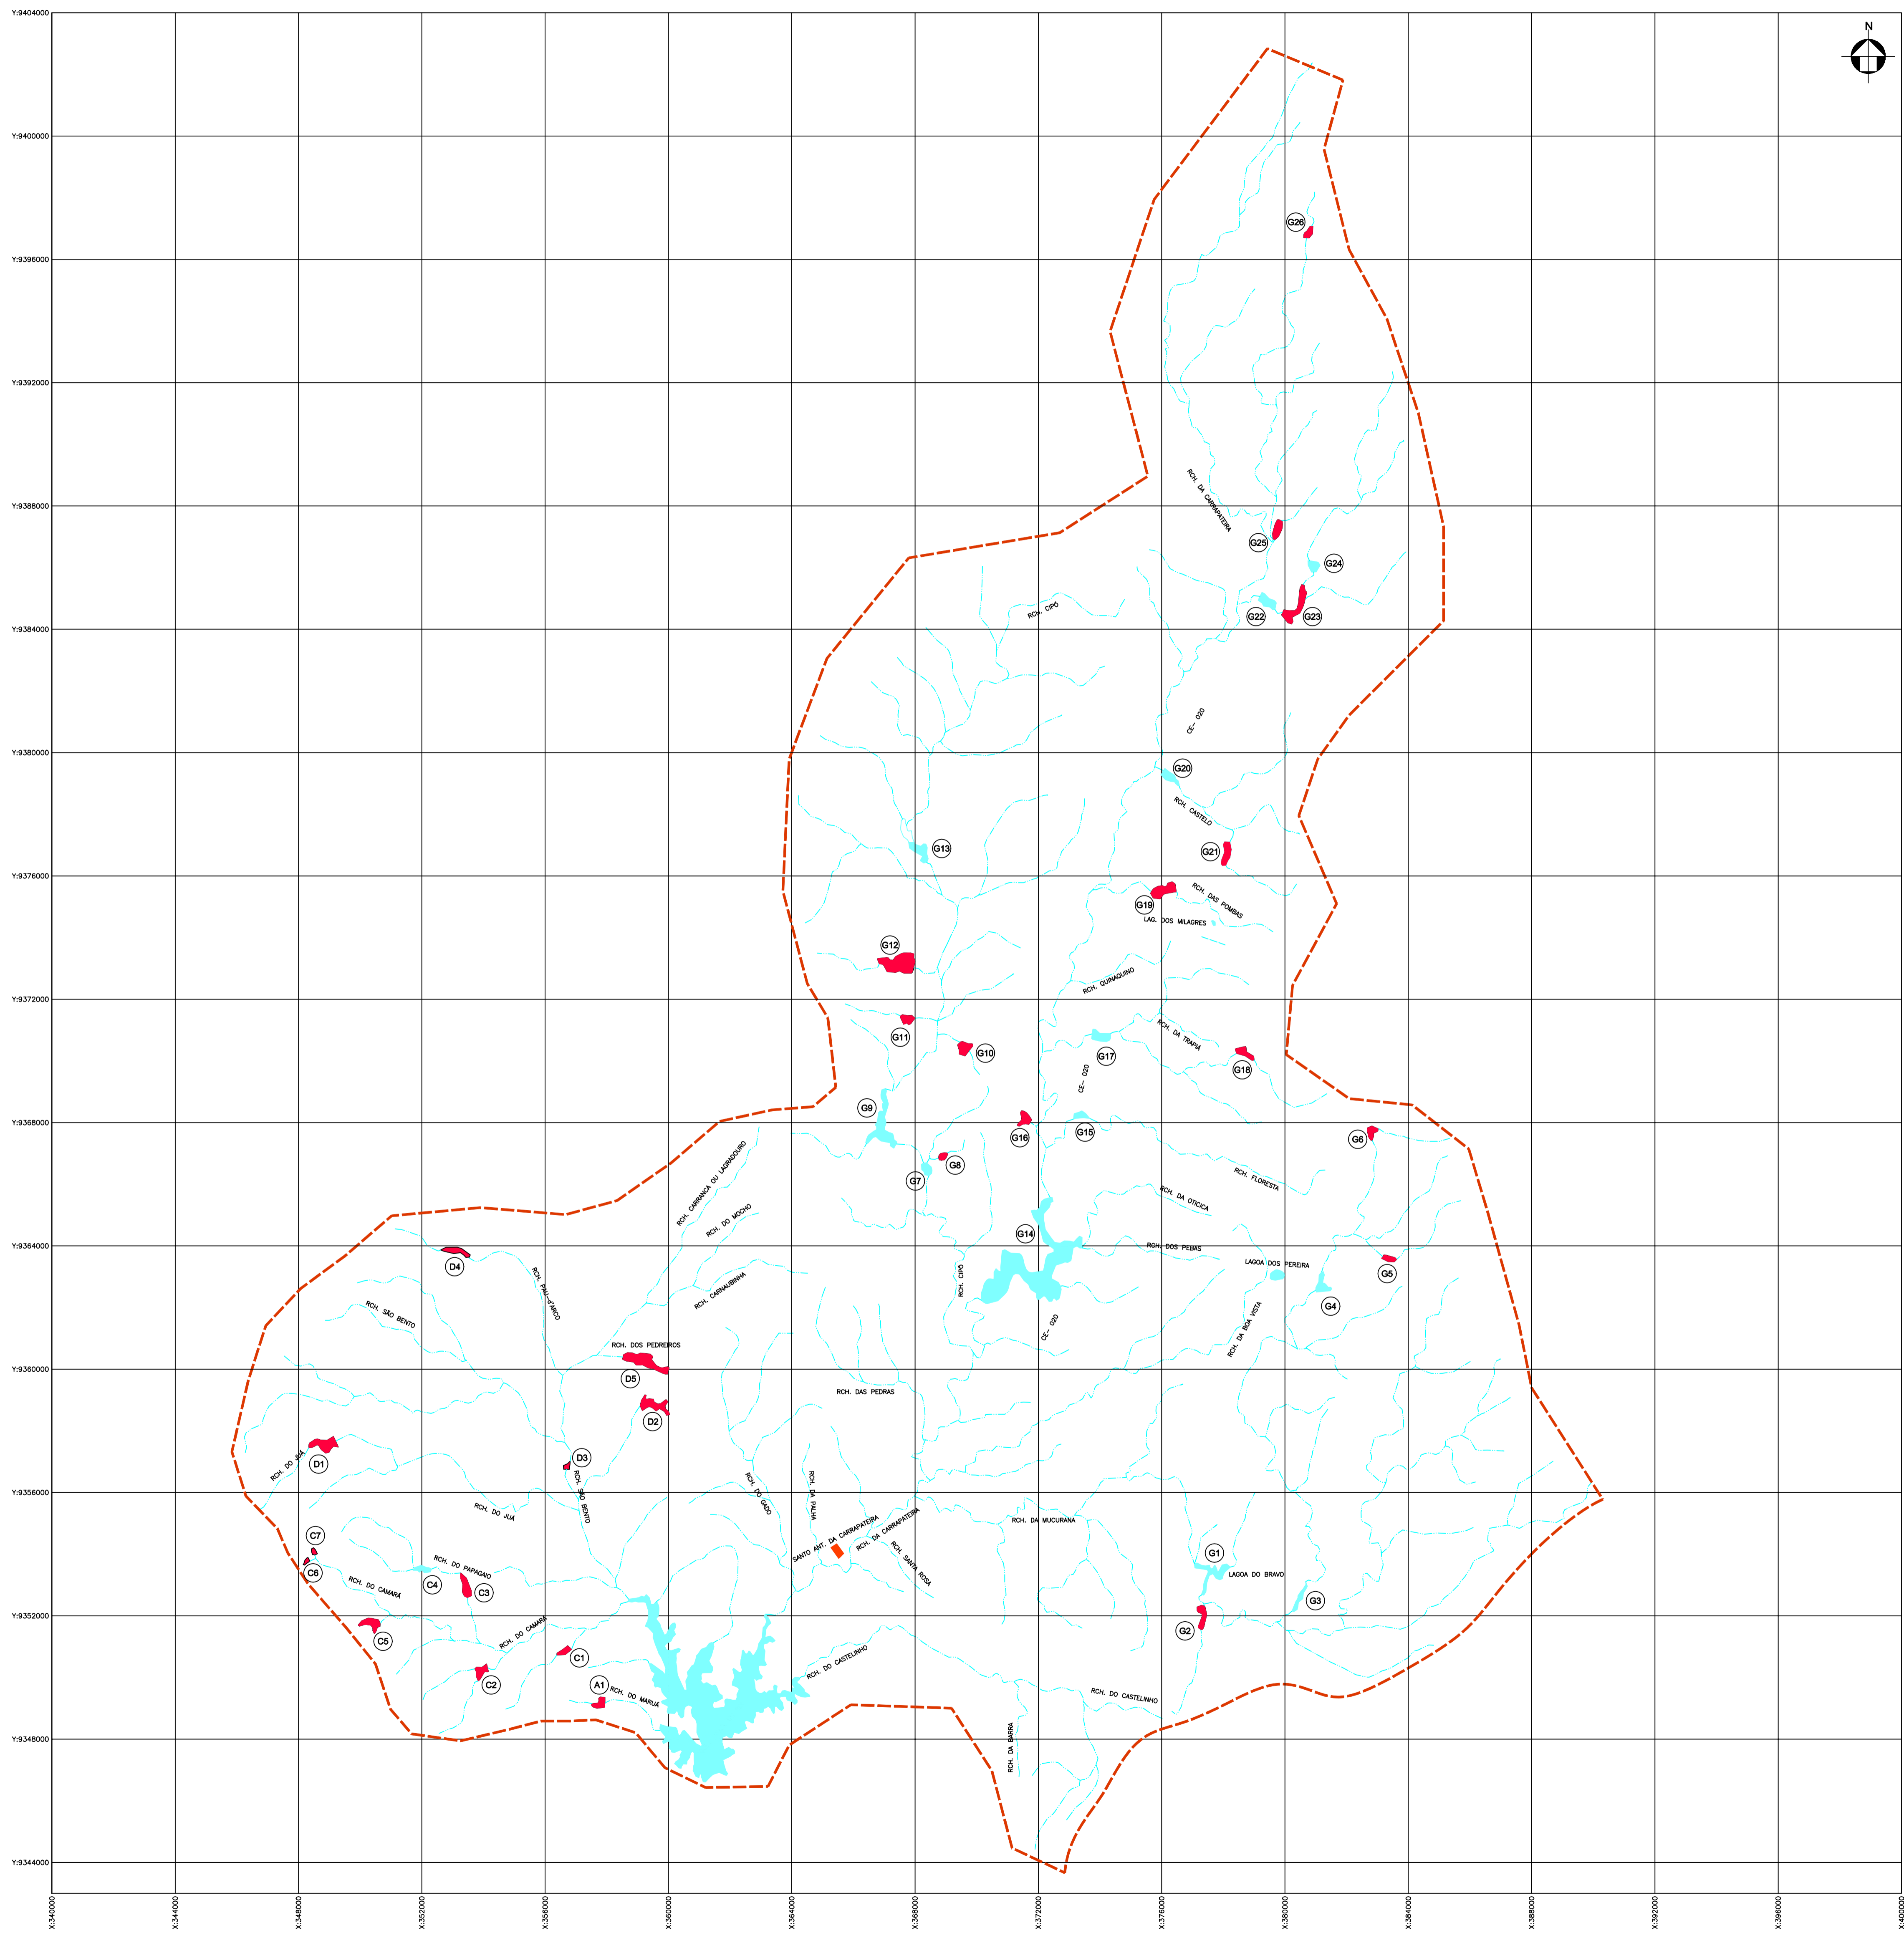 Y:9404000
N
Y:9400000
G26
Y:9396000
Y:9392000
RCH. DA CARRAPATEIRA
Y:9388000
G25
G24
G22
G23
RCH. CIPÓ
Y:9384000
CE- 020
Y:9380000
G20
RCH. CASTELO
G13
G21
Y:9376000
RCH. DAS POMBAS
G19
LAG. DOS MILAGRES
G12
RCH. QUINAQUINO
Y:9372000
G11
RCH. DA TRAPIÁ
G10
G17
G18
CE- 020
G9
Y:9368000
G16
G15
G6
G8
G7
RCH. CARRANCA OU LAGRADOURO
RCH. FLORESTA
RCH. DA OTICICA
RCH. DO MOCHO
G14
Y:9364000
RCH. DOS PEBAS
D4
LAGOA DOS PEREIRA
G5
RCH. PAU-d'ARCO
RCH. CARNAUBINHA
RCH. CIPÓ
G4
RCH. SÃO BENTO
CE- 020
RCH. DA BOA VISTA
RCH. DOS PEDREIROS
Y:9360000
D5
RCH. DAS PEDRAS
D2
D1
RCH. DO JUÁ
D3
Y:9356000
RCH. SÃO BENTO
RCH. DO GADO
RCH. DA PALHA
RCH. DO JUÁ
RCH. DA MUCURANA
SANTO ANT. DA CARRAPATEIRA
RCH. DA CARRAPATEIRA
C7
C6
RCH. DO PAPAGAIO
RCH. SANTA ROSA
G1
LAGOA DO BRAVO
C4
C3
RCH. DO CAMARÁ
G3
Y:9352000
G2
C5
RCH. DO CAMARÁ
C1
C2
RCH. DO CASTELINHO
A1
RCH. DO MARUÁ
RCH. DO CASTELINHO
Y:9348000
RCH. DA BARRA
Y:9344000
X:340000
X:344000
X:348000
X:352000
X:356000
X:360000
X:364000
X:368000
X:372000
X:376000
X:380000
X:384000
X:388000
X:392000
X:396000
X:400000